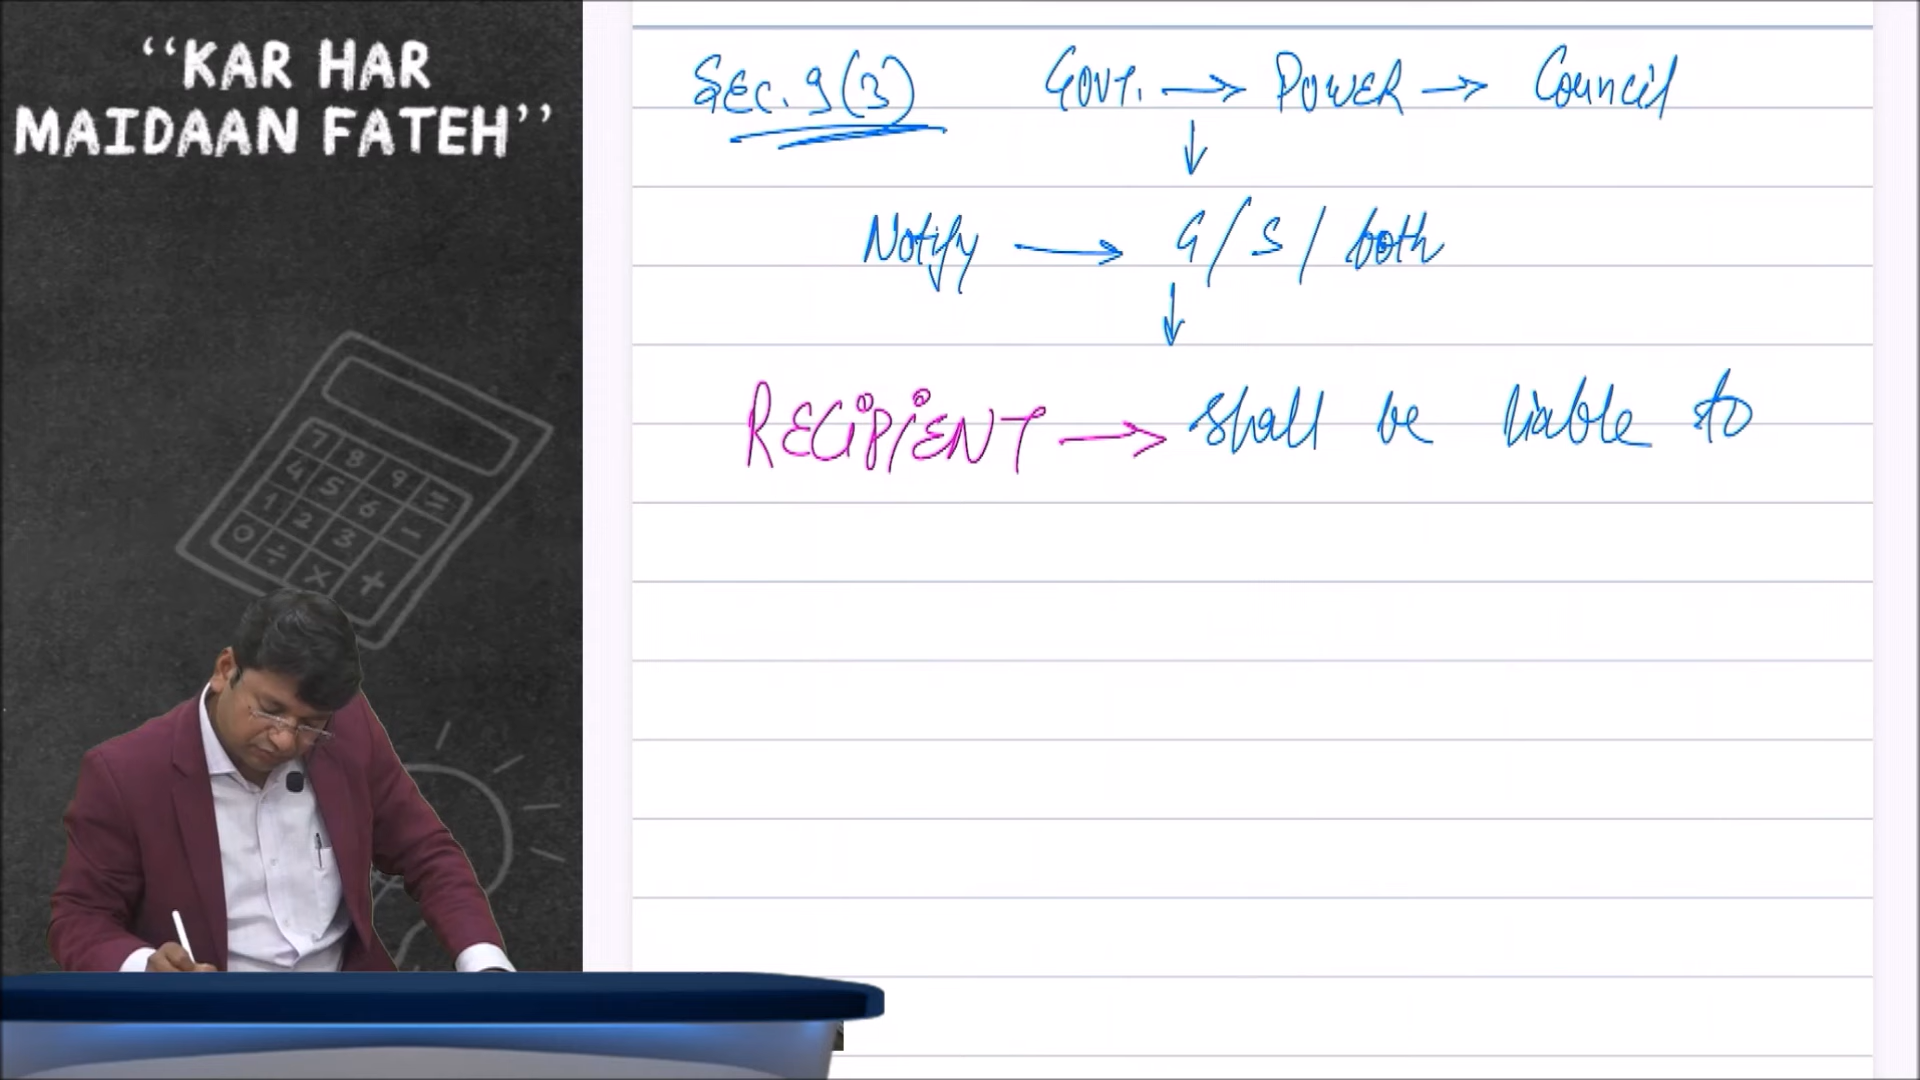 “KAR HAR
MAIDAAN FATEH”
7 8 9 =
4 5 6 -
1 2 3
0 ÷ × +
Sec. 9(3) Govt. → POWER → Council
↓
Notify → G/S/both
↓
RECiPiENT → shall be liable to